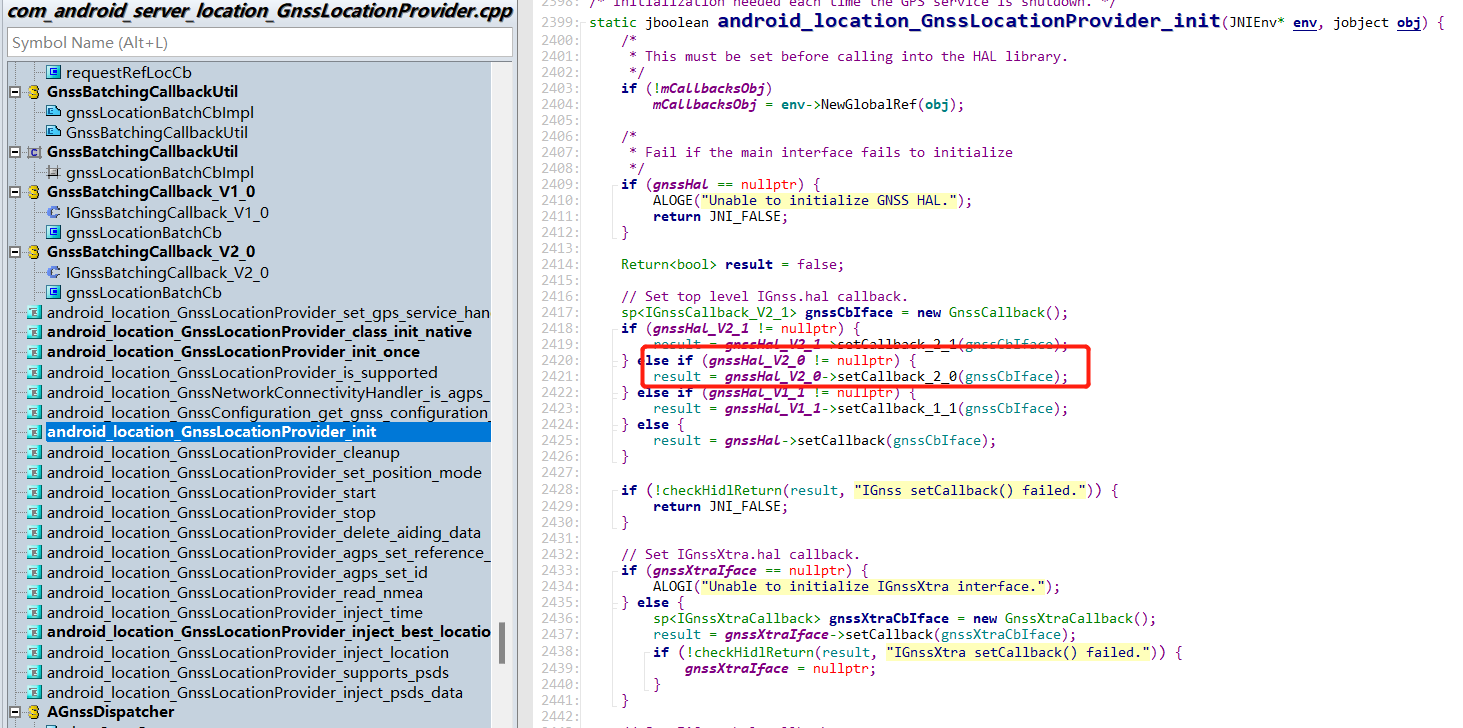 com_android_server_location_GnssLocationProvider.cpp
Symbol Name (Alt+L)
requestRefLocCb
GnssBatchingCallbackUtil
gnssLocationBatchCbImpl
GnssBatchingCallbackUtil
GnssBatchingCallbackUtil
gnssLocationBatchCbImpl
GnssBatchingCallback_V1_0
IGnssBatchingCallback_V1_0
gnssLocationBatchCb
GnssBatchingCallback_V2_0
IGnssBatchingCallback_V2_0
gnssLocationBatchCb
android_location_GnssLocationProvider_set_gps_service_han
android_location_GnssLocationProvider_class_init_native
android_location_GnssLocationProvider_init_once
android_location_GnssLocationProvider_is_supported
android_location_GnssNetworkConnectivityHandler_is_agps_
android_location_GnssConfiguration_get_gnss_configuration_
android_location_GnssLocationProvider_init
android_location_GnssLocationProvider_cleanup
android_location_GnssLocationProvider_set_position_mode
android_location_GnssLocationProvider_start
android_location_GnssLocationProvider_stop
android_location_GnssLocationProvider_delete_aiding_data
android_location_GnssLocationProvider_agps_set_reference_
android_location_GnssLocationProvider_agps_set_id
android_location_GnssLocationProvider_read_nmea
android_location_GnssLocationProvider_inject_time
android_location_GnssLocationProvider_inject_best_locatio
android_location_GnssLocationProvider_inject_location
android_location_GnssLocationProvider_supports_psds
android_location_GnssLocationProvider_inject_psds_data
AGnssDispatcher
2398: /* Initialization needed each time the GPS service is shutdown. */
2399: static jboolean android_location_GnssLocationProvider_init(JNIEnv* env, jobject obj) {
2400: /*
2401: * This must be set before calling into the HAL library.
2402: */
2403: if (!mCallbacksObj)
2404: mCallbacksObj = env->NewGlobalRef(obj);
2405:
2406: /*
2407: * Fail if the main interface fails to initialize
2408: */
2409: if (gnssHal == nullptr) {
2410: ALOGE("Unable to initialize GNSS HAL.");
2411: return JNI_FALSE;
2412: }
2413:
2414: Return<bool> result = false;
2415:
2416: // Set top level IGnss.hal callback.
2417: sp<IGnssCallback_V2_1> gnssCbIface = new GnssCallback();
2418: if (gnssHal_V2_1 != nullptr) {
2419: result = gnssHal_V2_1->setCallback_2_1(gnssCbIface);
2420: } else if (gnssHal_V2_0 != nullptr) {
2421: result = gnssHal_V2_0->setCallback_2_0(gnssCbIface);
2422: } else if (gnssHal_V1_1 != nullptr) {
2423: result = gnssHal_V1_1->setCallback_1_1(gnssCbIface);
2424: } else {
2425: result = gnssHal->setCallback(gnssCbIface);
2426: }
2427:
2428: if (!checkHidlReturn(result, "IGnss setCallback() failed.")) {
2429: return JNI_FALSE;
2430: }
2431:
2432: // Set IGnssXtra.hal callback.
2433: if (gnssXtraIface == nullptr) {
2434: ALOGI("Unable to initialize IGnssXtra interface.");
2435: } else {
2436: sp<IGnssXtraCallback> gnssXtraCbIface = new GnssXtraCallback();
2437: result = gnssXtraIface->setCallback(gnssXtraCbIface);
2438: if (!checkHidlReturn(result, "IGnssXtra setCallback() failed.")) {
2439: gnssXtraIface = nullptr;
2440: }
2441: }
2442: